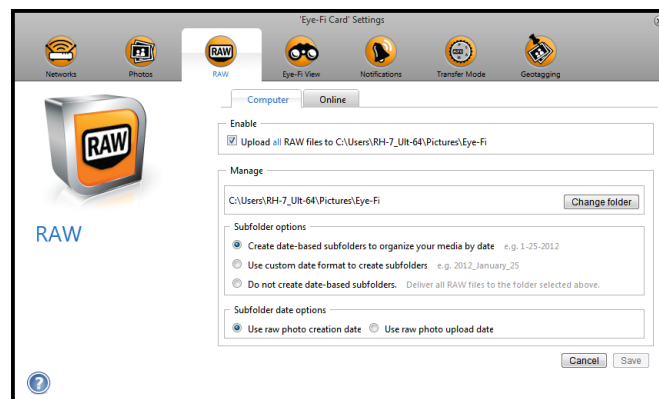 'Eye-Fi Card' Settings
Networks Photos RAW Eye-Fi View Notifications Transfer Mode Geotagging
RAW
RAW
Computer Online
Enable
Upload all RAW files to C:\Users\RH-7_Ult-64\Pictures\Eye-Fi
Manage
C:\Users\RH-7_Ult-64\Pictures\Eye-Fi Change folder
RAW
Subfolder options
Create date-based subfolders to organize your media by date e.g. 1-25-2012
Use custom date format to create subfolders e.g. 2012_January_25
Do not create date-based subfolders. Deliver all RAW files to the folder selected above.
Subfolder date options
Use raw photo creation date Use raw photo upload date
Cancel Save
?